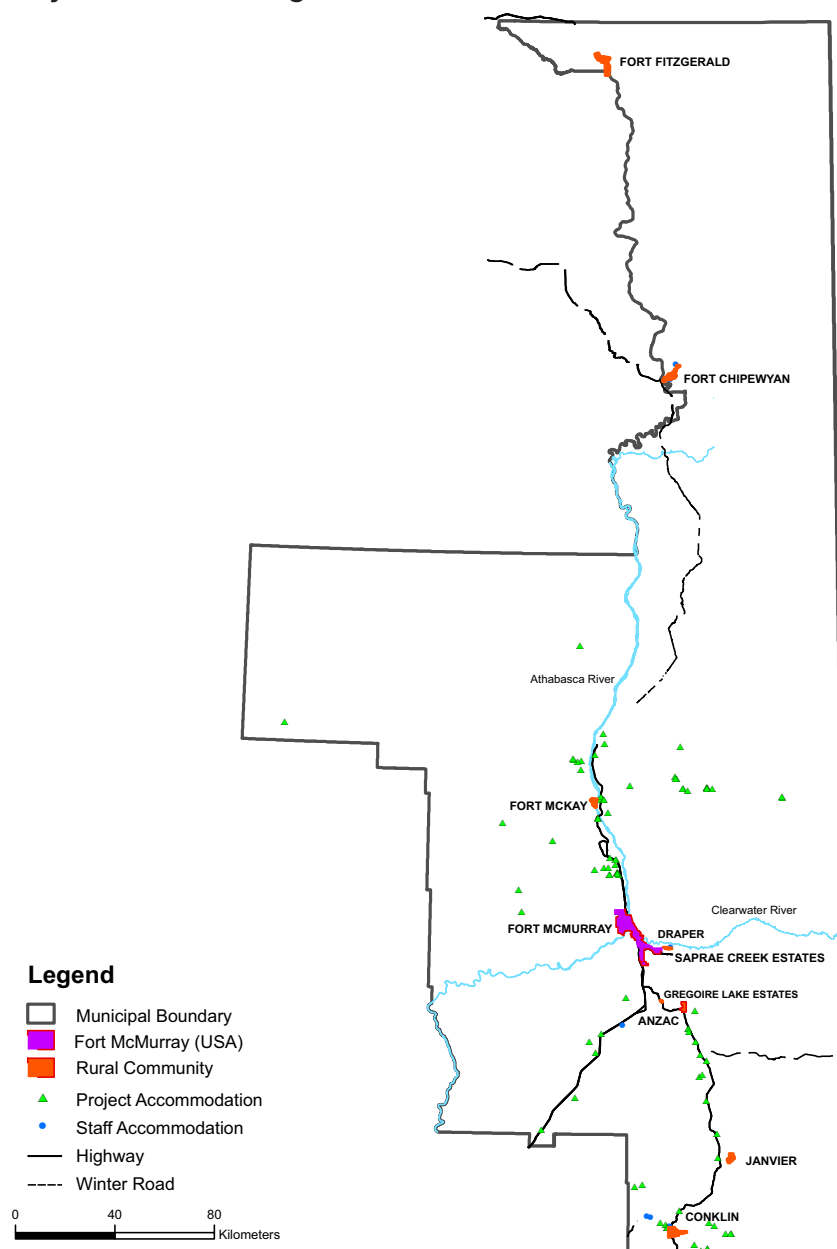 FORT FITZGERALD
FORT CHIPEWYAN
Athabasca River
FORT MCKAY
Clearwater River
FORT MCMURRAY
DRAPER
SAPRAE CREEK ESTATES
GREGOIRE LAKE ESTATES
ANZAC
JANVIER
CONKLIN
Legend
Municipal Boundary
Fort McMurray (USA)
Rural Community
Project Accommodation
Staff Accommodation
Highway
Winter Road
0 40 80
Kilometers